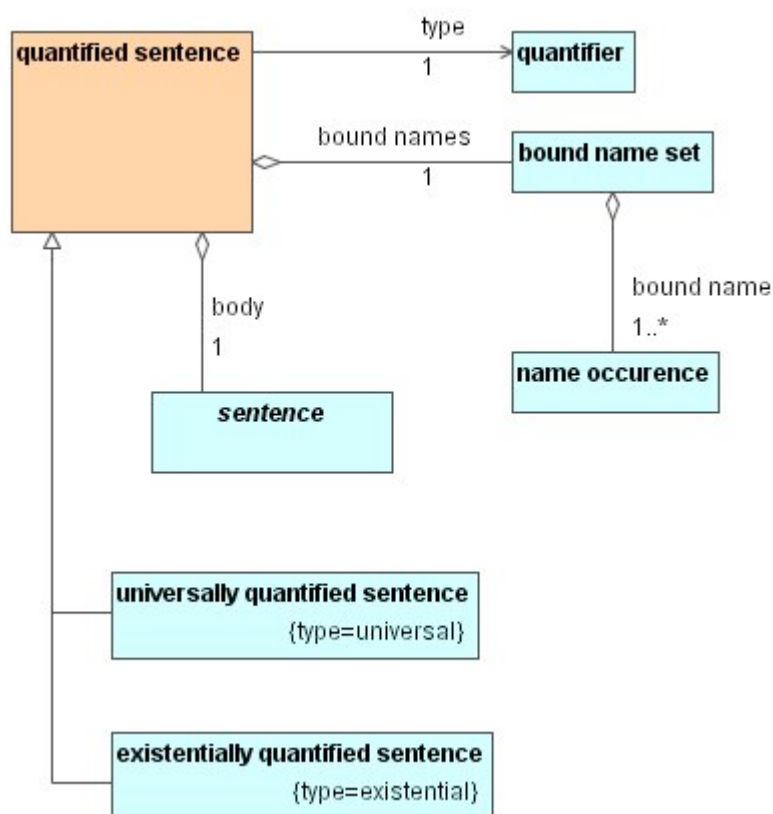 quantified sentence
type
1
quantifier
bound names
1
bound name set
body
1
bound name
1..*
sentence
name occurence
universally quantified sentence
{type=universal}
existentially quantified sentence
{type=existential}